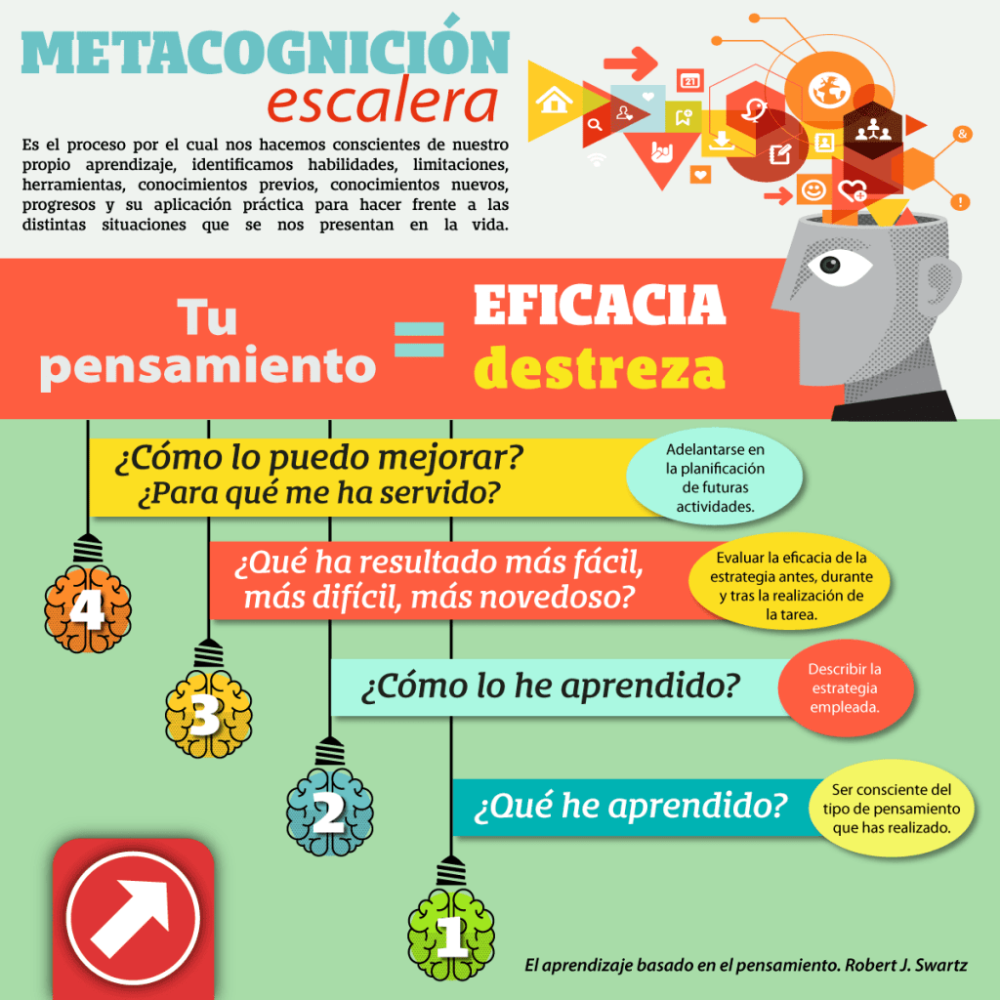 METACOGNICIÓN
escalera
Es el proceso por el cual nos hacemos conscientes de nuestro
propio aprendizaje, identificamos habilidades, limitaciones,
herramientas, conocimientos previos, conocimientos nuevos,
progresos y su aplicación práctica para hacer frente a las
distintas situaciones que se nos presentan en la vida.
21
&
!
Tu
pensamiento
=
EFICACIA
destreza
¿Cómo lo puedo mejorar?
¿Para qué me ha servido?
Adelantarse en
la planificación
de futuras
actividades.
4
¿Qué ha resultado más fácil,
más difícil, más novedoso?
Evaluar la eficacia de la
estrategia antes, durante
y tras la realización de
la tarea.
3
¿Cómo lo he aprendido?
Describir la
estrategia
empleada.
2
¿Qué he aprendido?
Ser consciente del
tipo de pensamiento
que has realizado.
1
El aprendizaje basado en el pensamiento. Robert J. Swartz